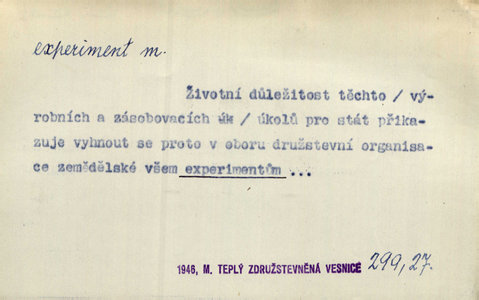 experiment m.
Životní důležitost těchto / vý-
robních a zásobovacích úk / úkolů pro stát přika-
zuje vyhnout se proto v oboru družstevní organisa-
ce zemědělské všem experimentům ...
1946, M. TEPLÝ ZDRUŽSTEVNĚNÁ VESNICE 299,27.